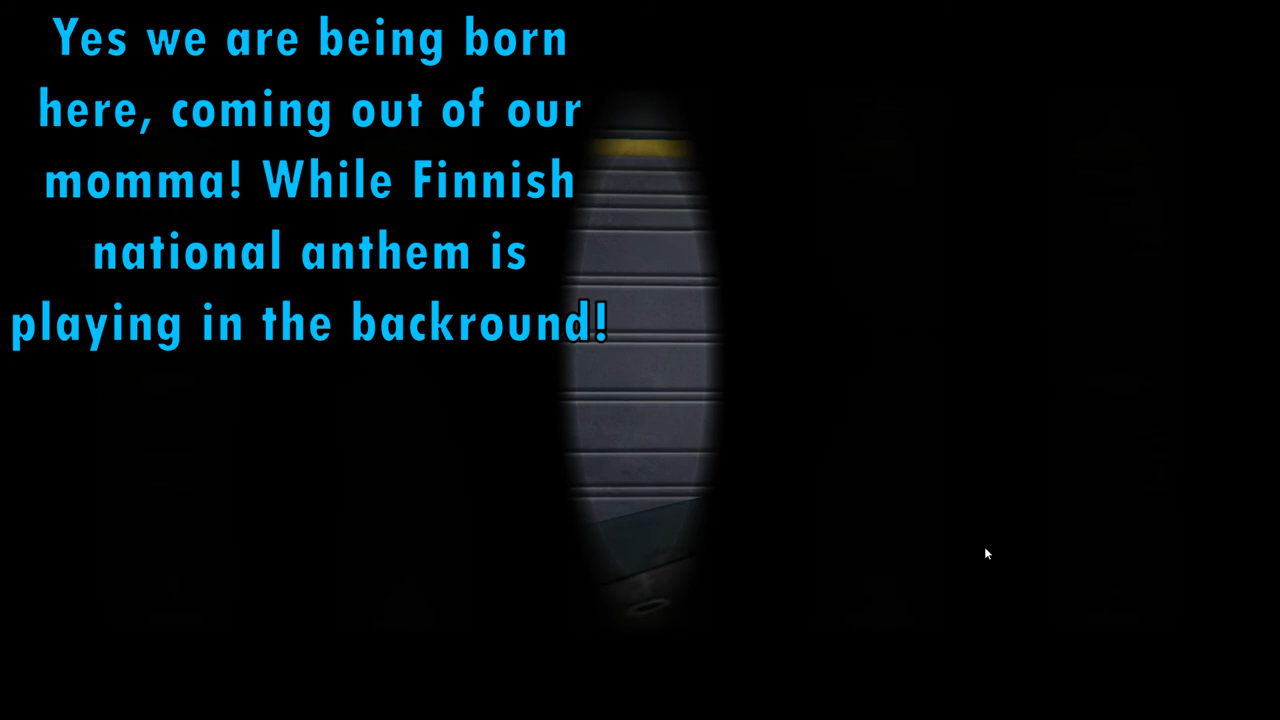 Yes we are being born
here, coming out of our
momma! While Finnish
national anthem is
playing in the backround!